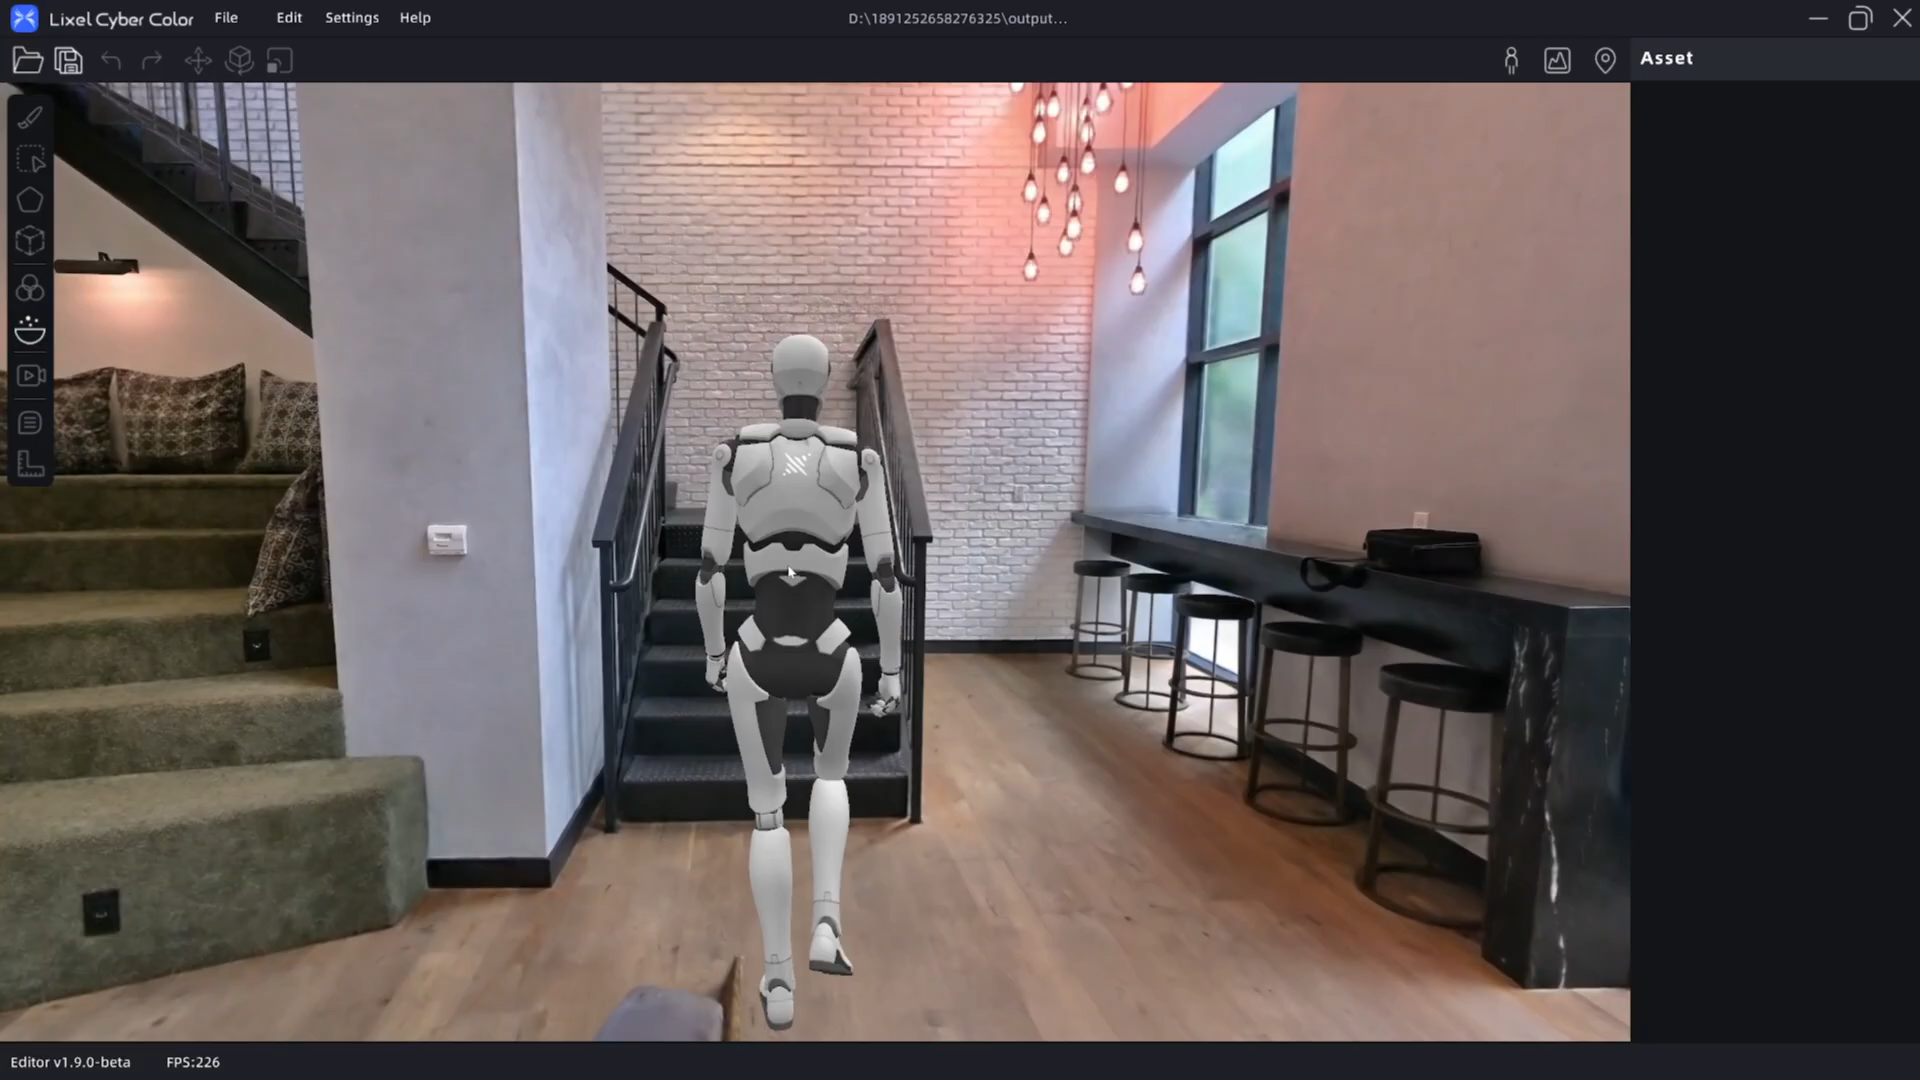 Lixel Cyber Color File Edit Settings Help D:\1891252658276325\output...
Asset
Editor v1.9.0-beta FPS:226